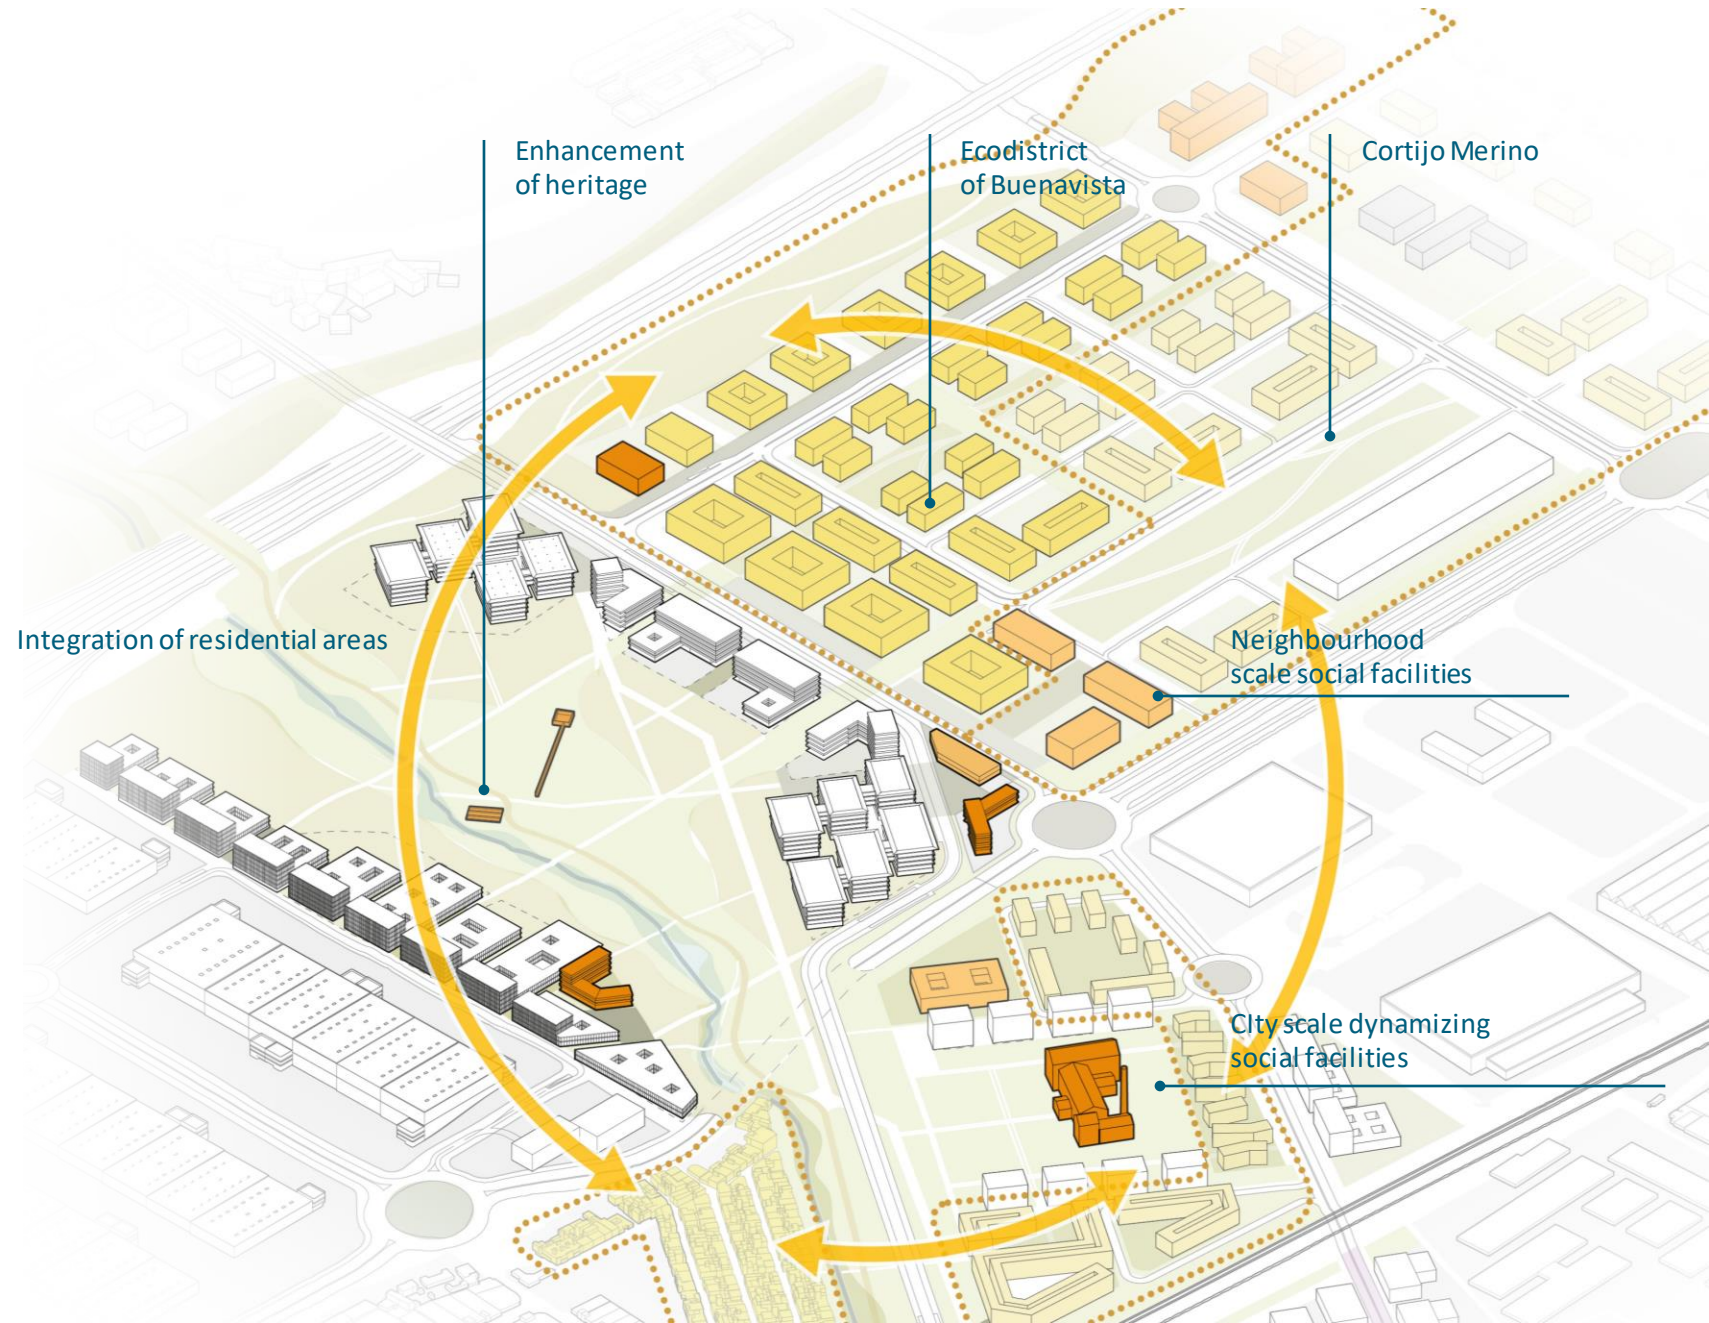 Enhancement
of heritage
Ecodistrict
of Buenavista
Cortijo Merino
Integration of residential areas
Neighbourhood
scale social facilities
CIty scale dynamizing
social facilities